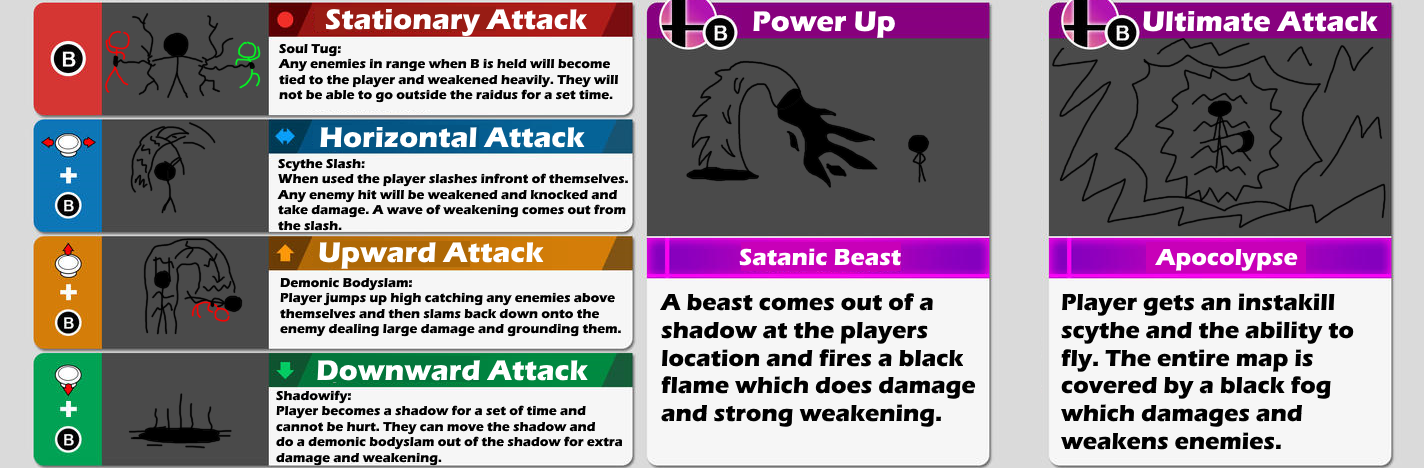 B
Stationary Attack
Soul Tug:
Any enemies in range when B is held will become
tied to the player and weakened heavily. They will
not be able to go outside the raidus for a set time.
+
B
Horizontal Attack
Scythe Slash:
When used the player slashes infront of themselves.
Any enemy hit will be weakened and knocked and
take damage. A wave of weakening comes out from
the slash.
+
B
Upward Attack
Demonic Bodyslam:
Player jumps up high catching any enemies above
themselves and then slams back down onto the
enemy dealing large damage and grounding them.
+
B
Downward Attack
Shadowify:
Player becomes a shadow for a set of time and
cannot be hurt. They can move the shadow and
do a demonic bodyslam out of the shadow for extra
damage and weakening.
B
Power Up
Satanic Beast
A beast comes out of a
shadow at the players
location and fires a black
flame which does damage
and strong weakening.
B
Ultimate Attack
Apocolypse
Player gets an instakill
scythe and the ability to
fly. The entire map is
covered by a black fog
which damages and
weakens enemies.